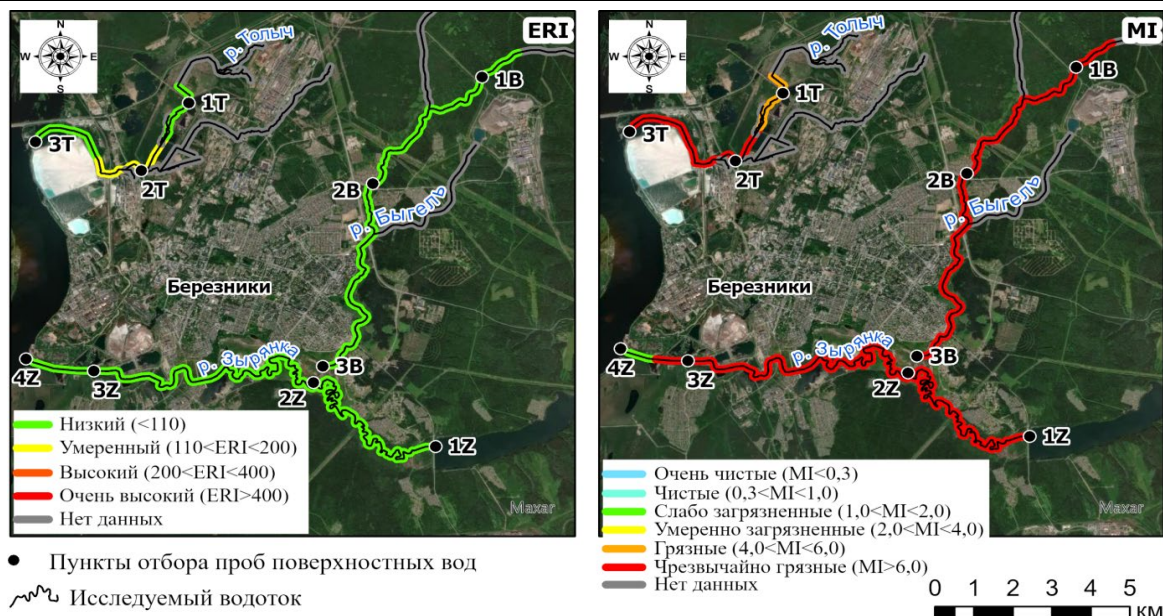 N
W E
S
ERI
р. Толыч
1T
1B
3T
2T
2B
р. Быгель
Березники
р. Зырянка
3B
4Z
3Z
2Z
1Z
Низкий (<110)
Умеренный (110<ERI<200)
Высокий (200<ERI<400)
Очень высокий (ERI>400)
Нет данных
Maxar
N
W E
S
MI
р. Толыч
1T
1B
3T
2T
2B
р. Быгель
Березники
р. Зырянка
3B
4Z
3Z
2Z
1Z
Очень чистые (MI<0,3)
Чистые (0,3<MI<1,0)
Слабо загрязненные (1,0<MI<2,0)
Умеренно загрязненные (2,0<MI<4,0)
Грязные (4,0<MI<6,0)
Чрезвычайно грязные (MI>6,0)
Нет данных
Maxar
Пункты отбора проб поверхностных вод
Исследуемый водоток
0 1 2 3 4 5
км